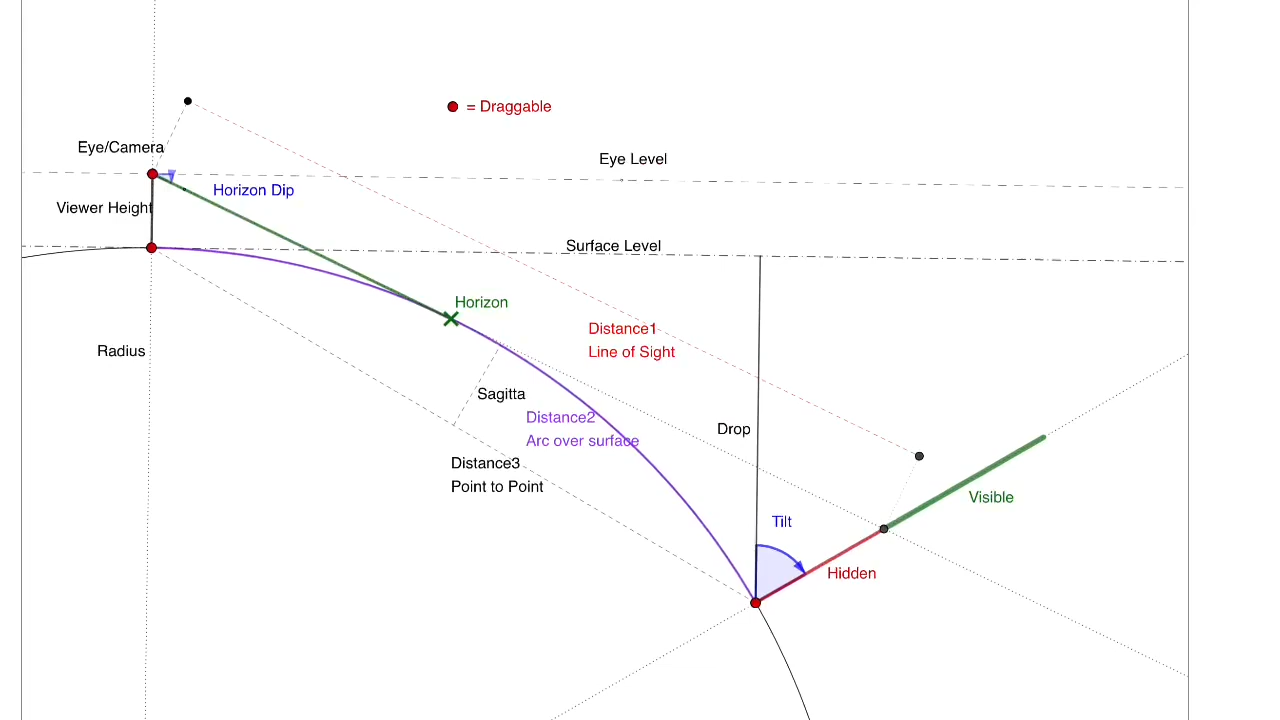 = Draggable
Eye/Camera
Eye Level
Horizon Dip
Viewer Height
Surface Level
Horizon
Distance1
Line of Sight
Radius
Sagitta
Distance2
Arc over surface
Drop
Distance3
Point to Point
Visible
Tilt
Hidden